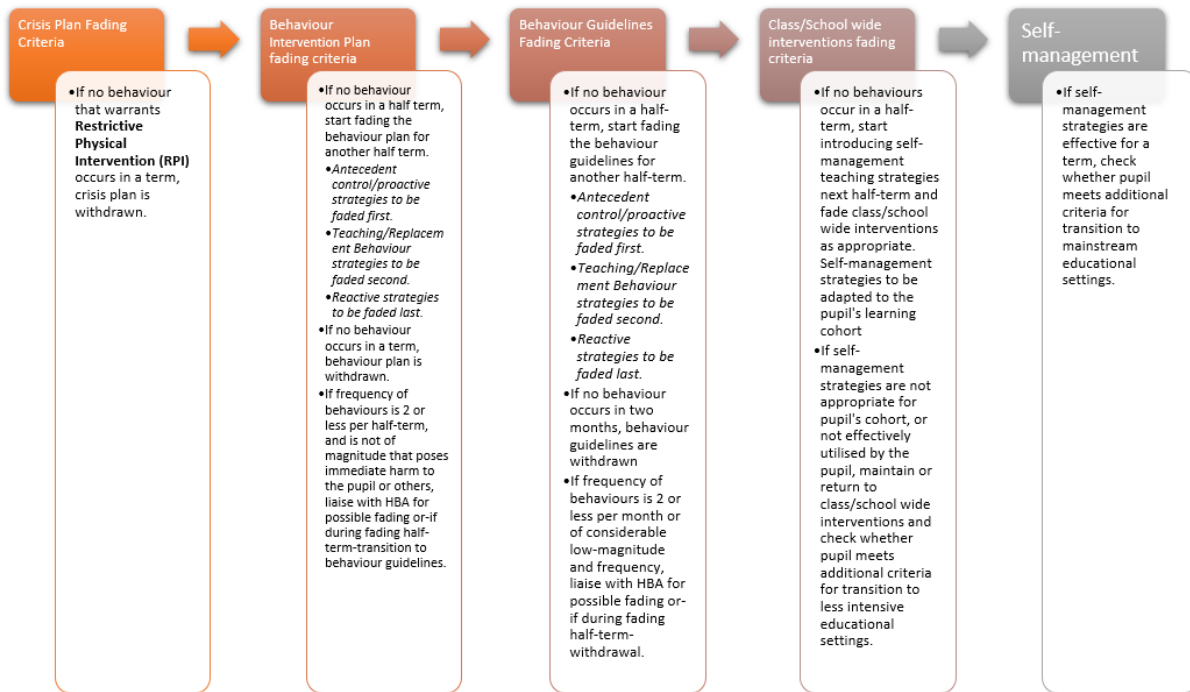 Crisis Plan Fading
Criteria
•If no behaviour
that warrants
Restrictive
Physical
Intervention (RPI)
occurs in a term,
crisis plan is
withdrawn.
Behaviour
Intervention Plan
fading criteria
•If no behaviour
occurs in a half term,
start fading the
behaviour plan for
another half term.
•Antecedent
control/proactive
strategies to be
faded first.
•Teaching/Replacem
ent Behaviour
strategies to be
faded second.
•Reactive strategies
to be faded last.
•If no behaviour
occurs in a term,
behaviour plan is
withdrawn.
•If frequency of
behaviours is 2 or
less per half-term,
and is not of
magnitude that poses
immediate harm to
the pupil or others,
liaise with HBA for
possible fading or-if
during fading half-
term-transition to
behaviour guidelines.
Behaviour Guidelines
Fading Criteria
•If no behaviour
occurs in a half-
term, start fading
the behaviour
guidelines for
another half-term.
•Antecedent
control/proactive
strategies to be
faded first.
•Teaching/Replace
ment Behaviour
strategies to be
faded second.
•Reactive
strategies to be
faded last.
•If no behaviour
occurs in two
months, behaviour
guidelines are
withdrawn
•If frequency of
behaviours is 2 or
less per month or
of considerable
low-magnitude
and frequency,
liaise with HBA for
possible fading or-
if during fading
half-term-
withdrawal.
Class/School wide
interventions fading
criteria
•If no behaviours
occur in a half-
term, start
introducing self-
management
teaching strategies
next half-term and
fade class/school
wide interventions
as appropriate.
Self-management
strategies to be
adapted to the
pupil's learning
cohort
•If self-
management
strategies are not
appropriate for
pupil's cohort, or
not effectively
utilised by the
pupil, maintain or
return to
class/school wide
interventions and
check whether
pupil meets
additional criteria
for transition to
less intensive
educational
settings.
Self-
management
•If self-
management
strategies are
effective for a
term, check
whether pupil
meets additional
criteria for
transition to
mainstream
educational
settings.